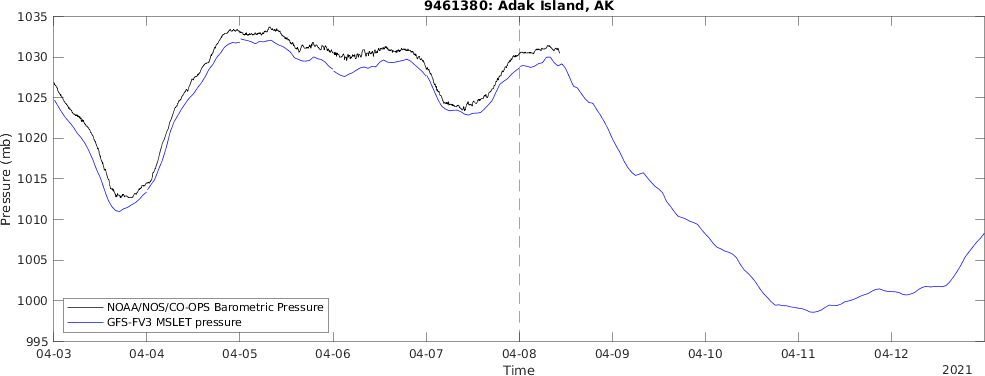 9461380: Adak Island, AK
Pressure (mb)
1035
1030
1025
1020
1015
1010
1005
1000
995
NOAA/NOS/CO-OPS Barometric Pressure
GFS-FV3 MSLET pressure
04-03 04-04 04-05 04-06 04-07 04-08 04-09 04-10 04-11 04-12
Time
2021